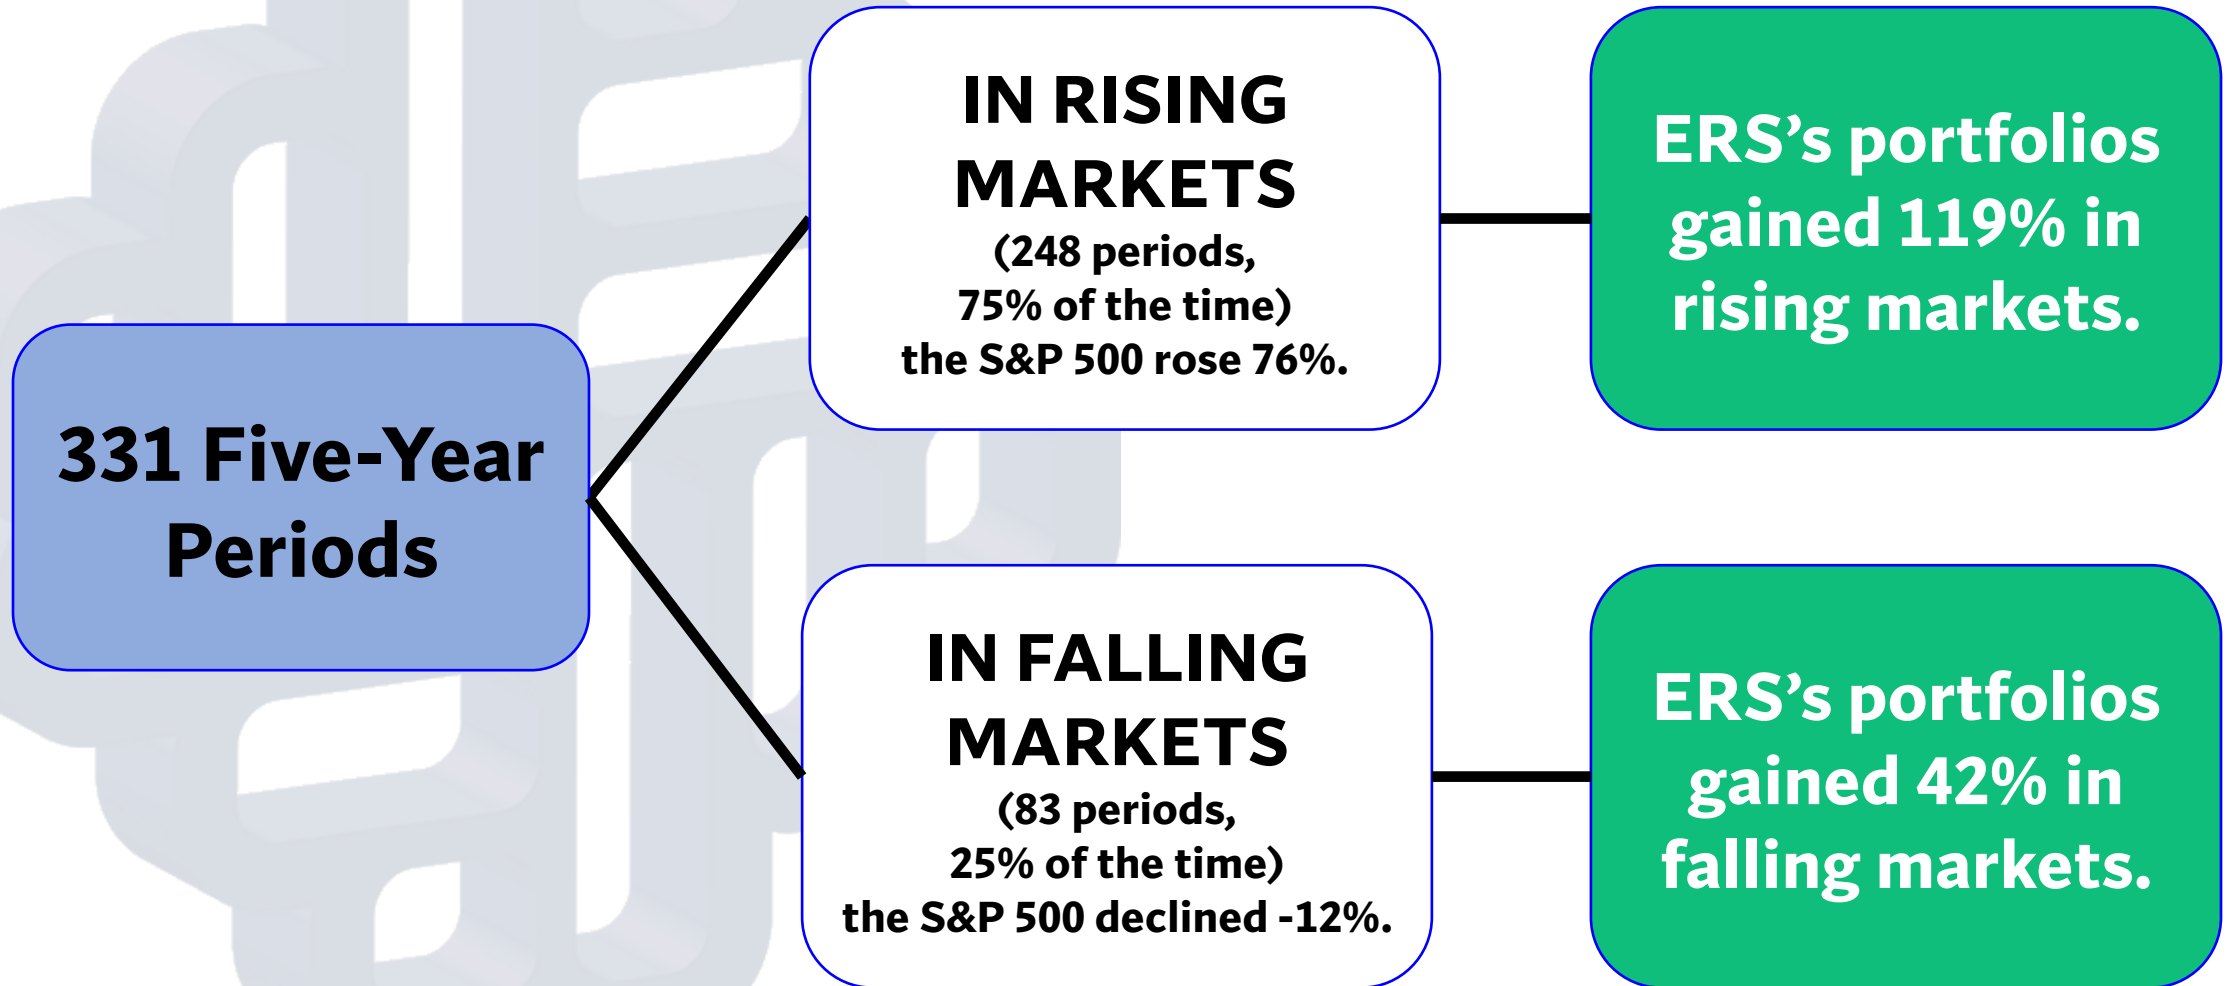 331 Five-Year
Periods
IN RISING
MARKETS
(248 periods,
75% of the time)
the S&P 500 rose 76%.
ERS’s portfolios
gained 119% in
rising markets.
IN FALLING
MARKETS
(83 periods,
25% of the time)
the S&P 500 declined -12%.
ERS’s portfolios
gained 42% in
falling markets.